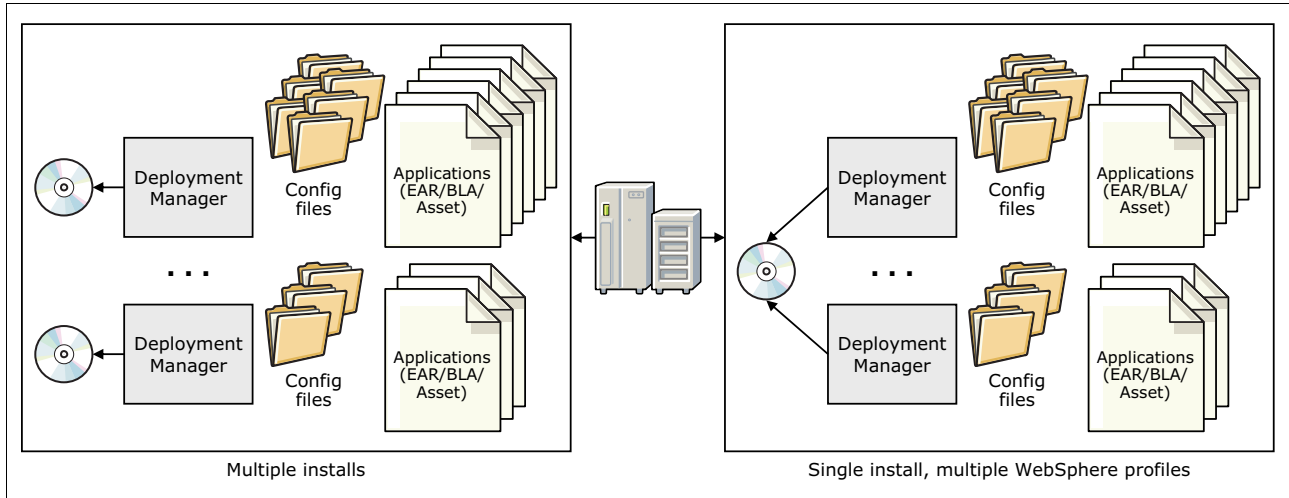 Deployment
Manager
Config
files
Applications
(EAR/BLA/
Asset)
. . .
Deployment
Manager
Config
files
Applications
(EAR/BLA/
Asset)
Multiple installs
Deployment
Manager
Config
files
Applications
(EAR/BLA/
Asset)
. . .
Deployment
Manager
Config
files
Applications
(EAR/BLA/
Asset)
Single install, multiple WebSphere profiles